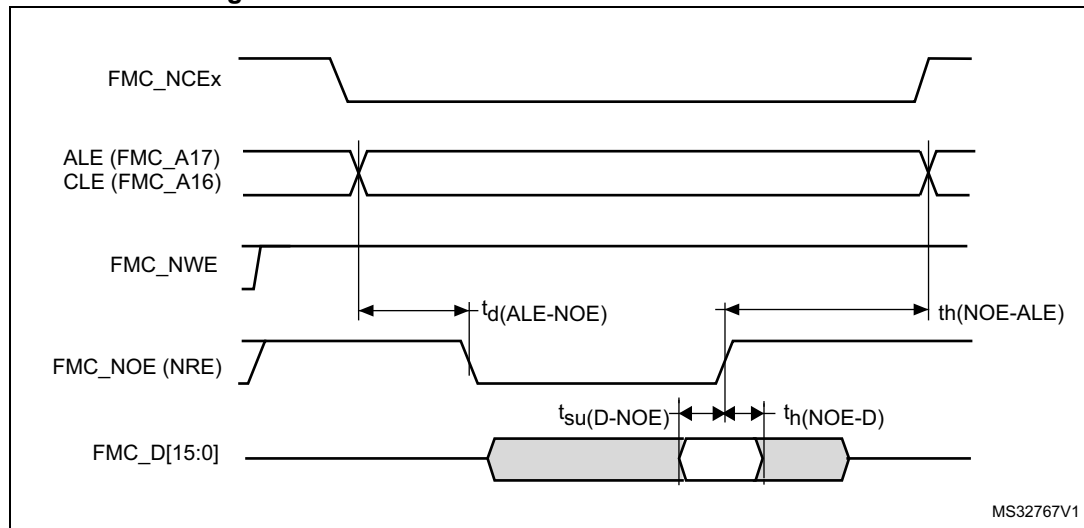 FMC_NCEx
ALE (FMC_A17)
CLE (FMC_A16)
FMC_NWE
td(ALE-NOE)
th(NOE-ALE)
FMC_NOE (NRE)
tsu(D-NOE)
th(NOE-D)
FMC_D[15:0]
MS32767V1